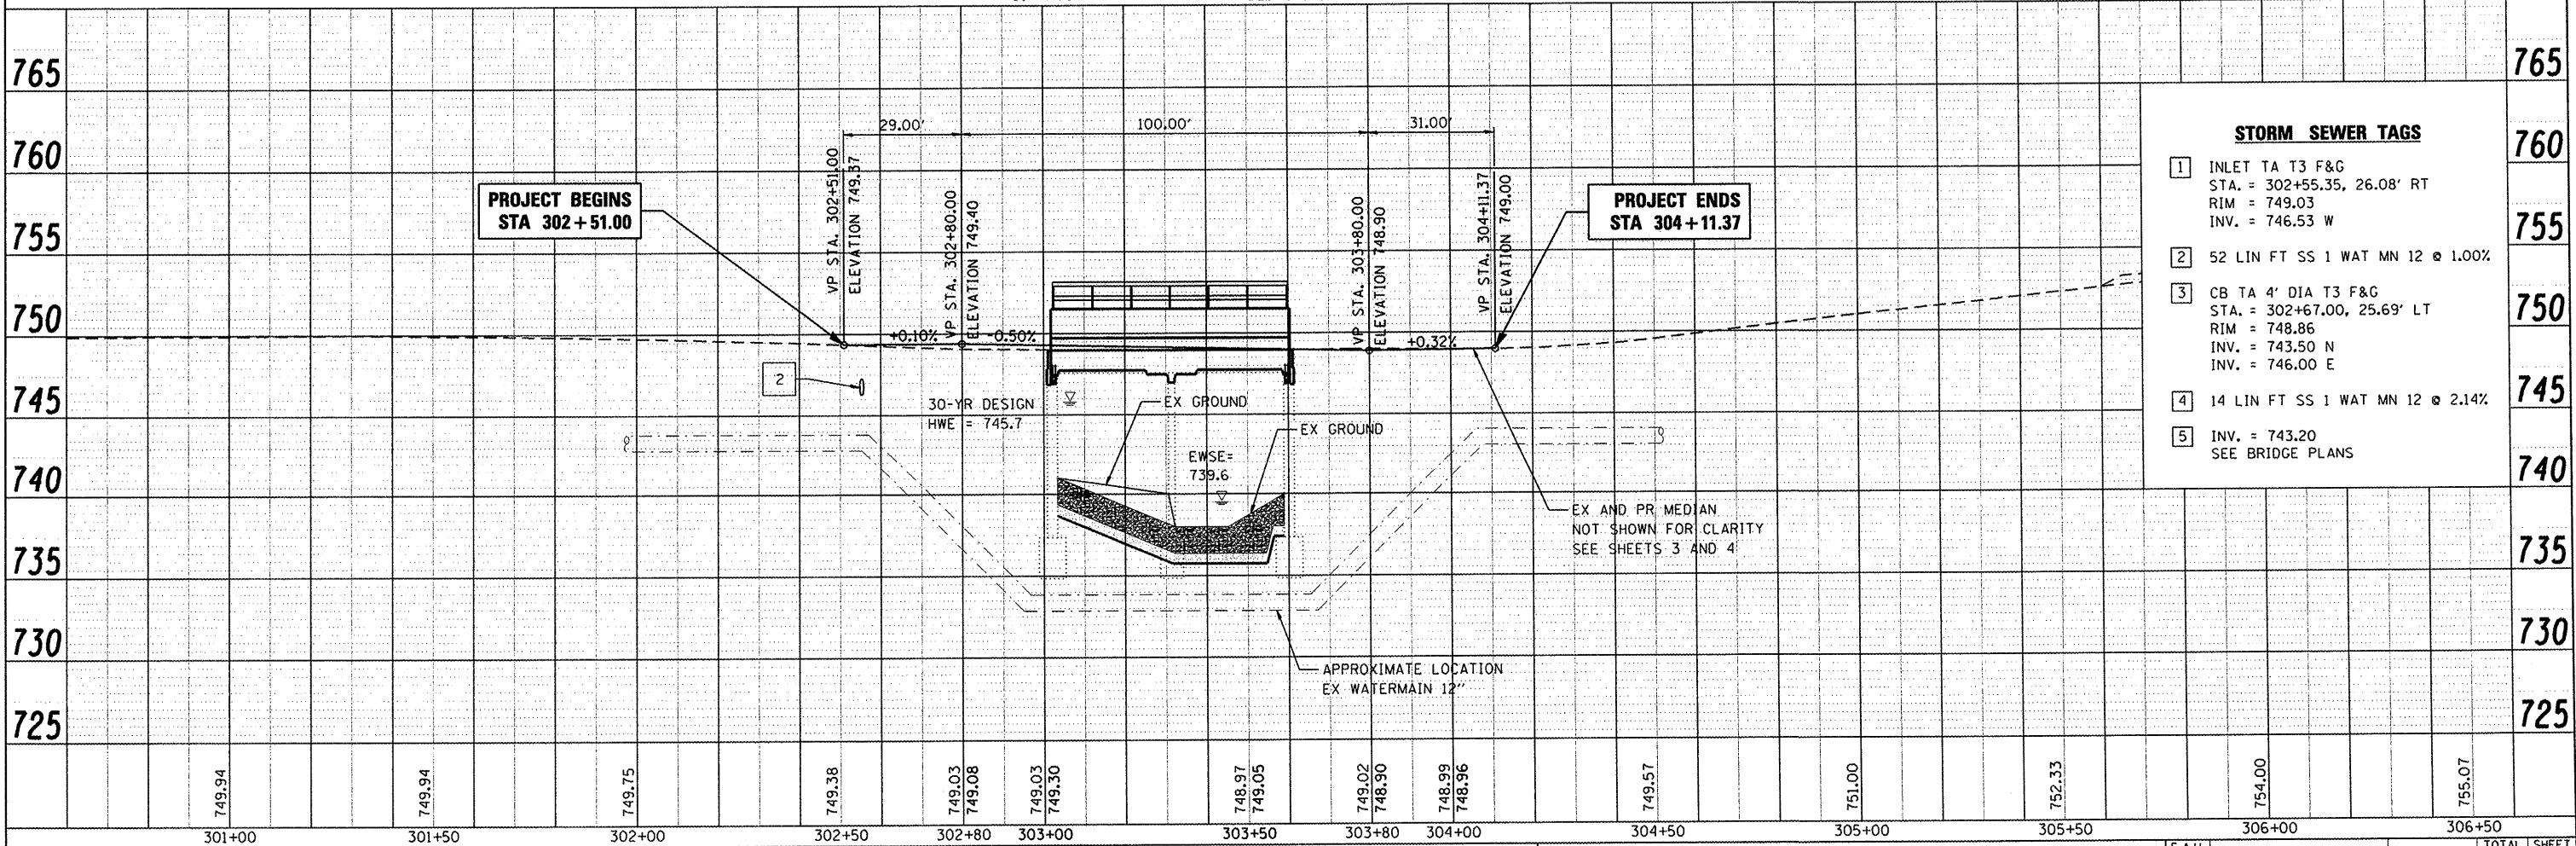 765
765
760
760
755
755
750
750
745
745
740
740
735
735
730
730
725
725
29.00'
100.00'
31.00'
PROJECT BEGINS
STA 302+51.00
VP STA. 302+51.00
ELEVATION 749.37
VP STA. 302+80.00
ELEVATION 749.40
VP STA. 303+80.00
ELEVATION 748.90
VP STA. 304+11.37
ELEVATION 749.00
PROJECT ENDS
STA 304+11.37
+0.10%
-0.50%
+0.32%
2
30-YR DESIGN
HWE = 745.7
EX GROUND
EX GROUND
EWSE=
739.6
EX AND PR MEDIAN
NOT SHOWN FOR CLARITY
SEE SHEETS 3 AND 4
APPROXIMATE LOCATION
EX WATERMAIN 12"
STORM SEWER TAGS
1 INLET TA T3 F&G
STA. = 302+55.35, 26.08' RT
RIM = 749.03
INV. = 746.53 W
2 52 LIN FT SS 1 WAT MN 12 @ 1.00%
3 CB TA 4' DIA T3 F&G
STA. = 302+67.00, 25.69' LT
RIM = 748.86
INV. = 743.50 N
INV. = 746.00 E
4 14 LIN FT SS 1 WAT MN 12 @ 2.14%
5 INV. = 743.20
SEE BRIDGE PLANS
749.94
749.94
749.75
749.38
749.03
749.08
749.03
749.30
748.97
749.05
749.02
748.90
748.99
748.96
749.57
751.00
752.33
754.00
755.07
301+00
301+50
302+00
302+50
302+80
303+00
303+50
303+80
304+00
304+50
305+00
305+50
306+00
306+50
TOTAL
SHEET